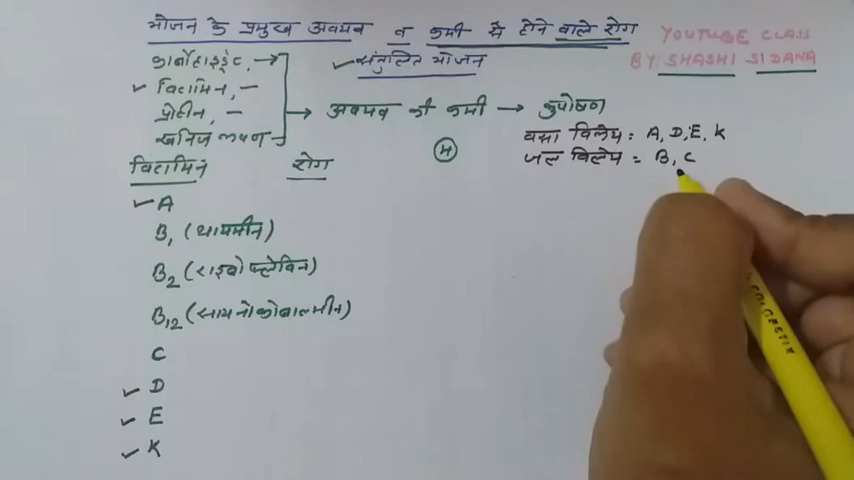 भोजन के प्रमुख अवयव व कमी से होने वाले रोग
YOUTUBE CLASS
BY: SHASHI SIDANA
कार्बोहाइड्रेट,
संतुलित भोजन
विटामिन, -
प्रोटीन, -
अवयव की कमी → कुपोषण
खनिज लवण -
वसा विलेय : A, D, E, K
म
जल विलेय = B, C
विटामिन रोग
A
B₁ (थायमीन)
B₂ (राइबोफ्लेविन)
B₁₂ (सायनोकोबालमीन)
C
D
E
K